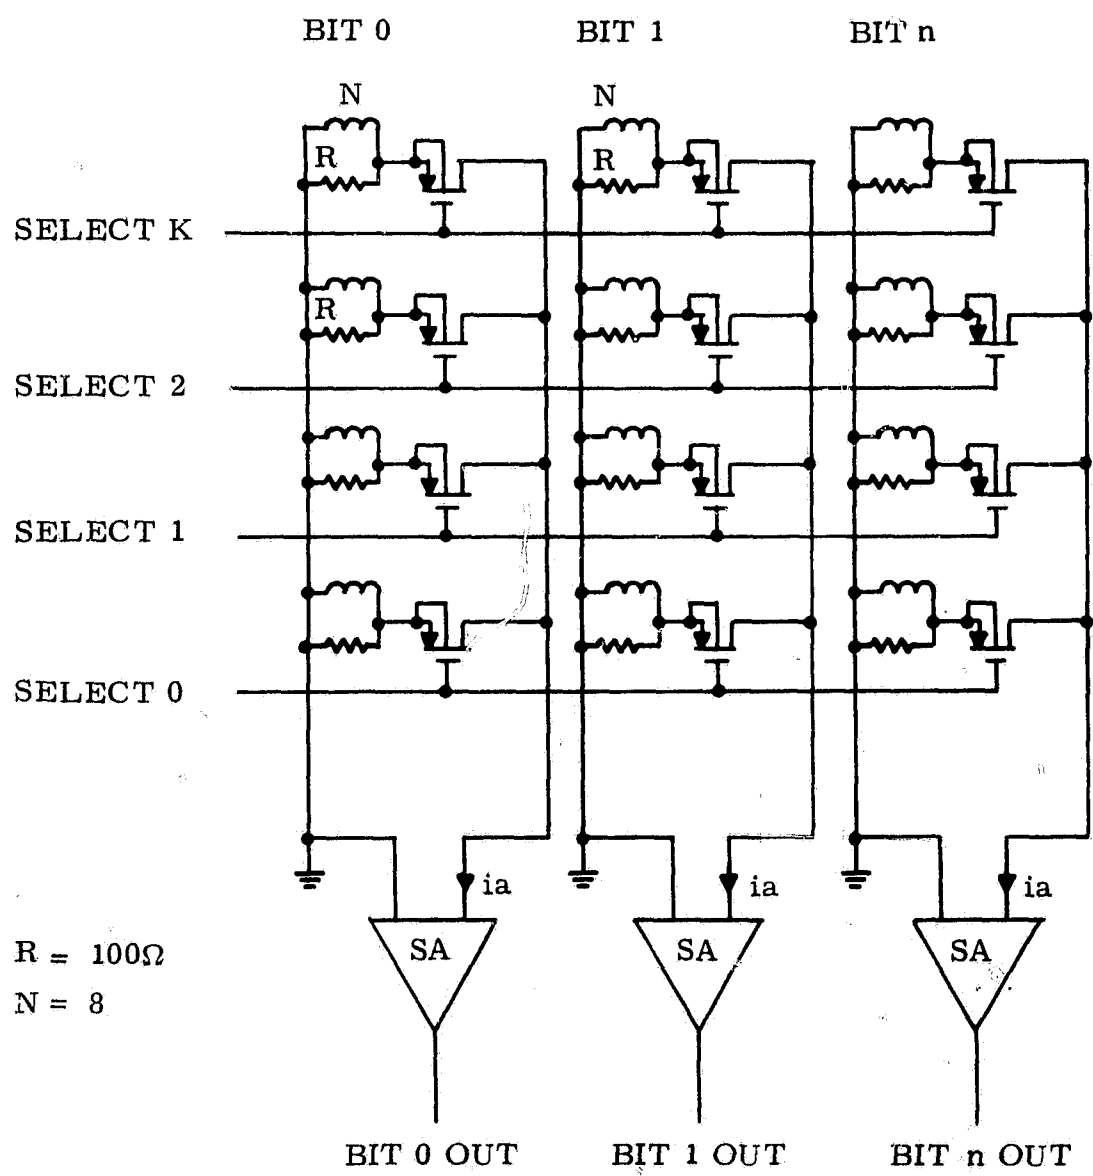 BIT 0 BIT 1 BIT n
N N
R R
SELECT K
R
SELECT 2
SELECT 1
SELECT 0
ia ia ia
SA SA SA
R = 100Ω
N = 8
BIT 0 OUT BIT 1 OUT BIT n OUT